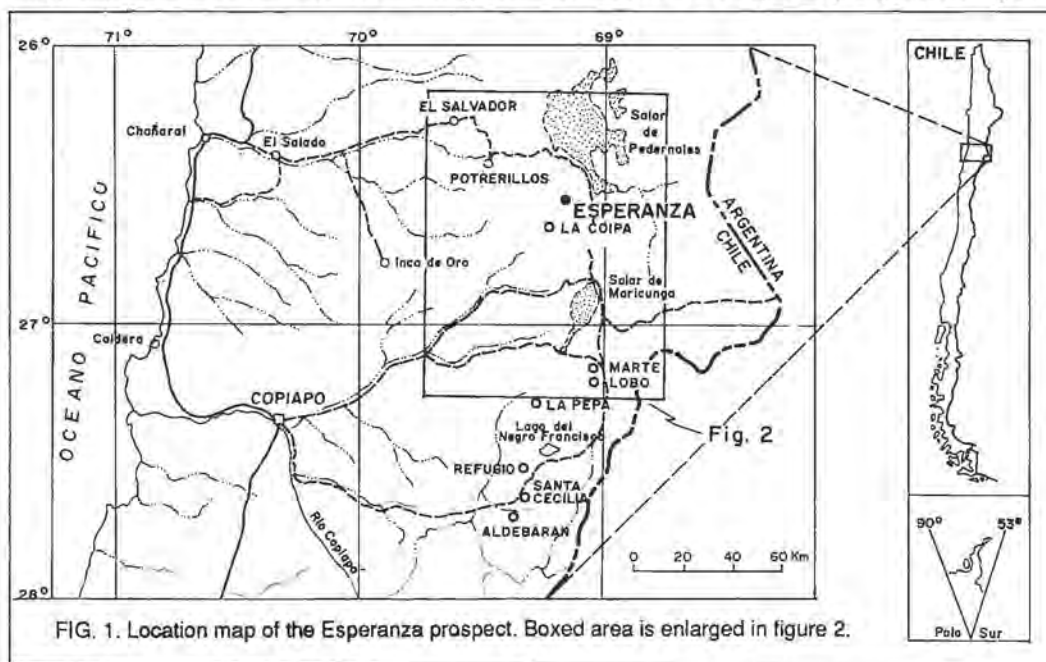 71°
70°
69°
26°
CHILE
EL SALVADOR
Salar
de
Pedernales
Chañaral
El Salado
POTRERILLOS
ESPERANZA
LA COIPA
ARGENTINA
CHILE
Inca de Oro
OCEANO PACIFICO
Salar de
Maricunga
27°
Caldera
MARTE
LOBO
COPIAPO
LA PEPA
Fig. 2
Lago del
Negro Francisco
REFUGIO
SANTA
CECILIA
ALDEBÁRAN
Río Copiapo
90°
53°
0 20 40 60 Km
28°
Polo Sur
FIG. 1. Location map of the Esperanza prospect. Boxed area is enlarged in figure 2.